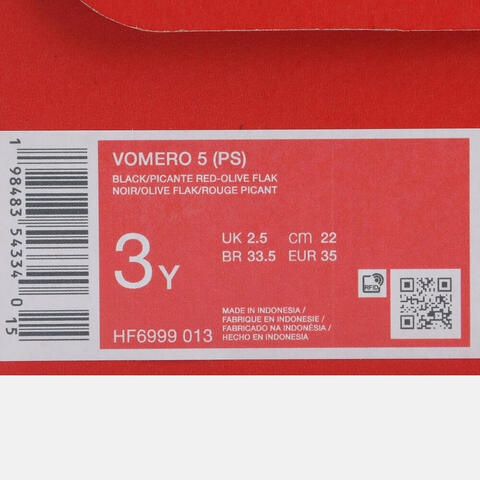 VOMERO 5 (PS)
BLACK/PICANTE RED-OLIVE FLAK
NOIR/OLIVE FLAK/ROUGE PICANT
3Y
UK 2.5 cm 22
BR 33.5 EUR 35
RFID
HF6999 013
MADE IN INDONESIA /
FABRIQUE EN INDONESIE /
FABRICADO NA INDONÉSIA /
HECHO EN INDONESIA
1 98483 54334 0 15